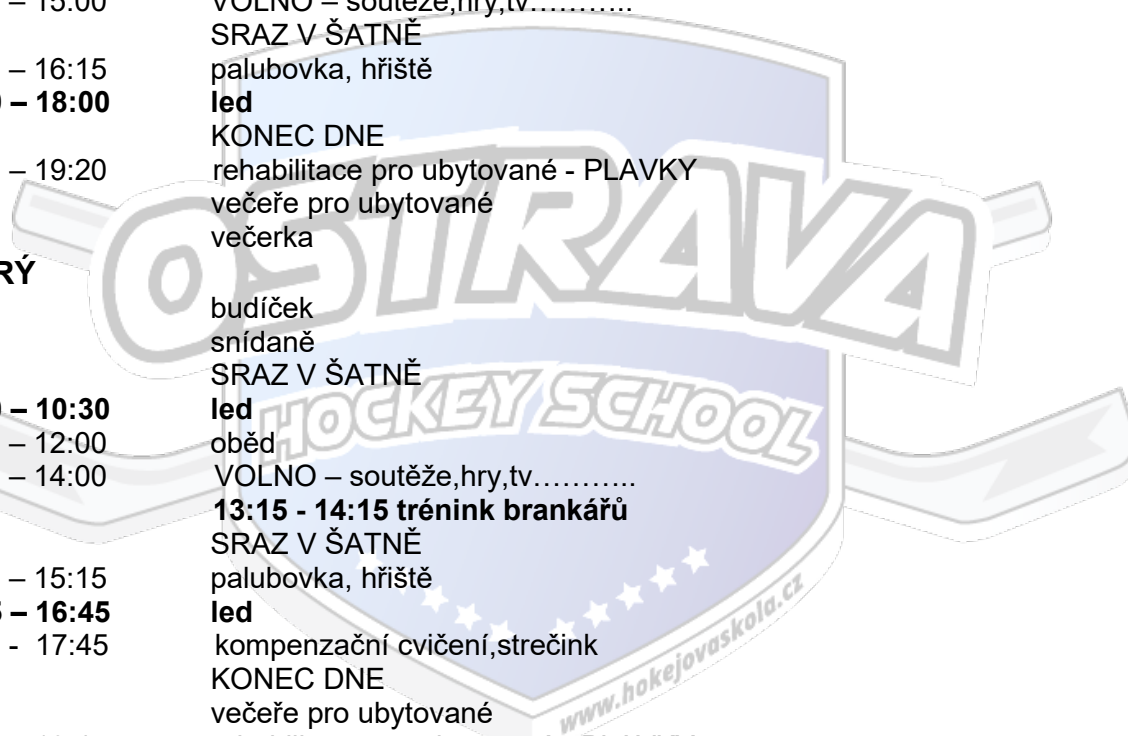 – 15:00 VOLNO – soutěže,hry,tv………..
SRAZ V ŠATNĚ
– 16:15 palubovka, hřiště
– 18:00 led
KONEC DNE
– 19:20 rehabilitace pro ubytované - PLAVKY
večeře pro ubytované
večerka
RÝ
budíček
snídaně
SRAZ V ŠATNĚ
– 10:30 led
– 12:00 oběd
– 14:00 VOLNO – soutěže,hry,tv………..
13:15 - 14:15 trénink brankářů
SRAZ V ŠATNĚ
– 15:15 palubovka, hřiště
– 16:45 led
- 17:45 kompenzační cvičení,strečink
KONEC DNE
večeře pro ubytované
OSTRAVA
HOCKEY SCHOOL
www.hokejovaskola.cz